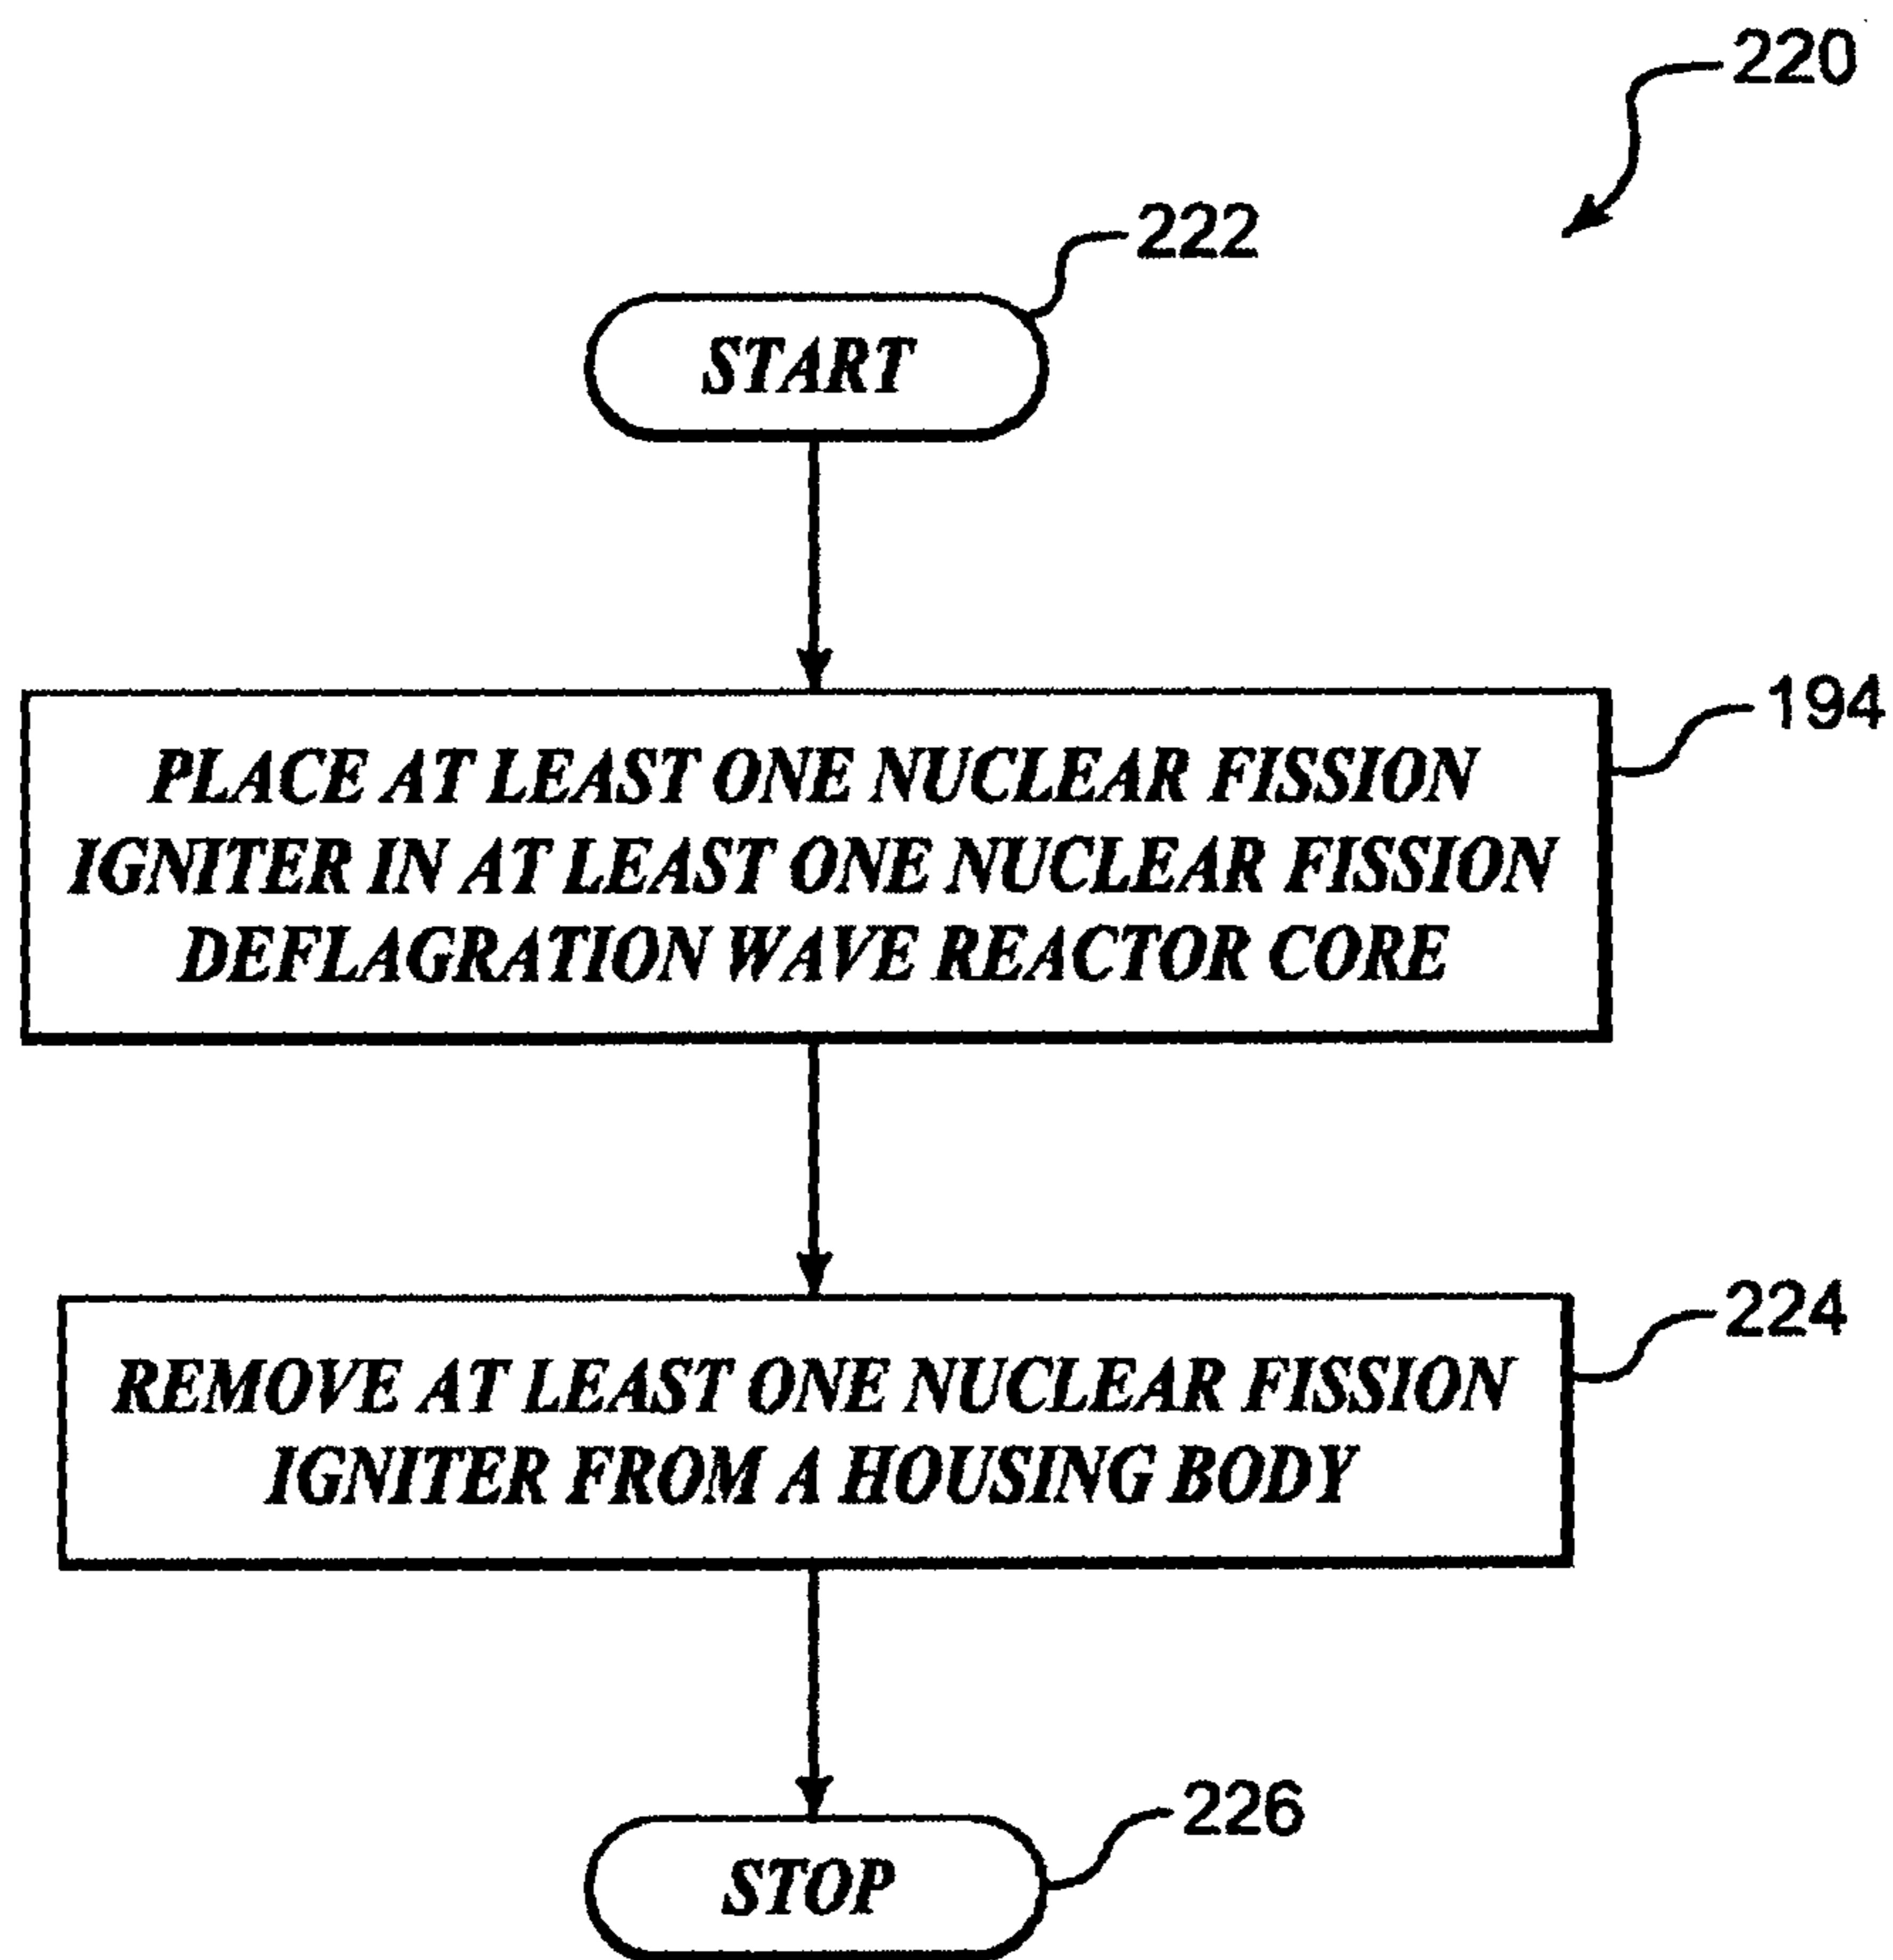 220
222
START
194
PLACE AT LEAST ONE NUCLEAR FISSION
IGNITER IN AT LEAST ONE NUCLEAR FISSION
DEFLAGRATION WAVE REACTOR CORE
224
REMOVE AT LEAST ONE NUCLEAR FISSION
IGNITER FROM A HOUSING BODY
226
STOP